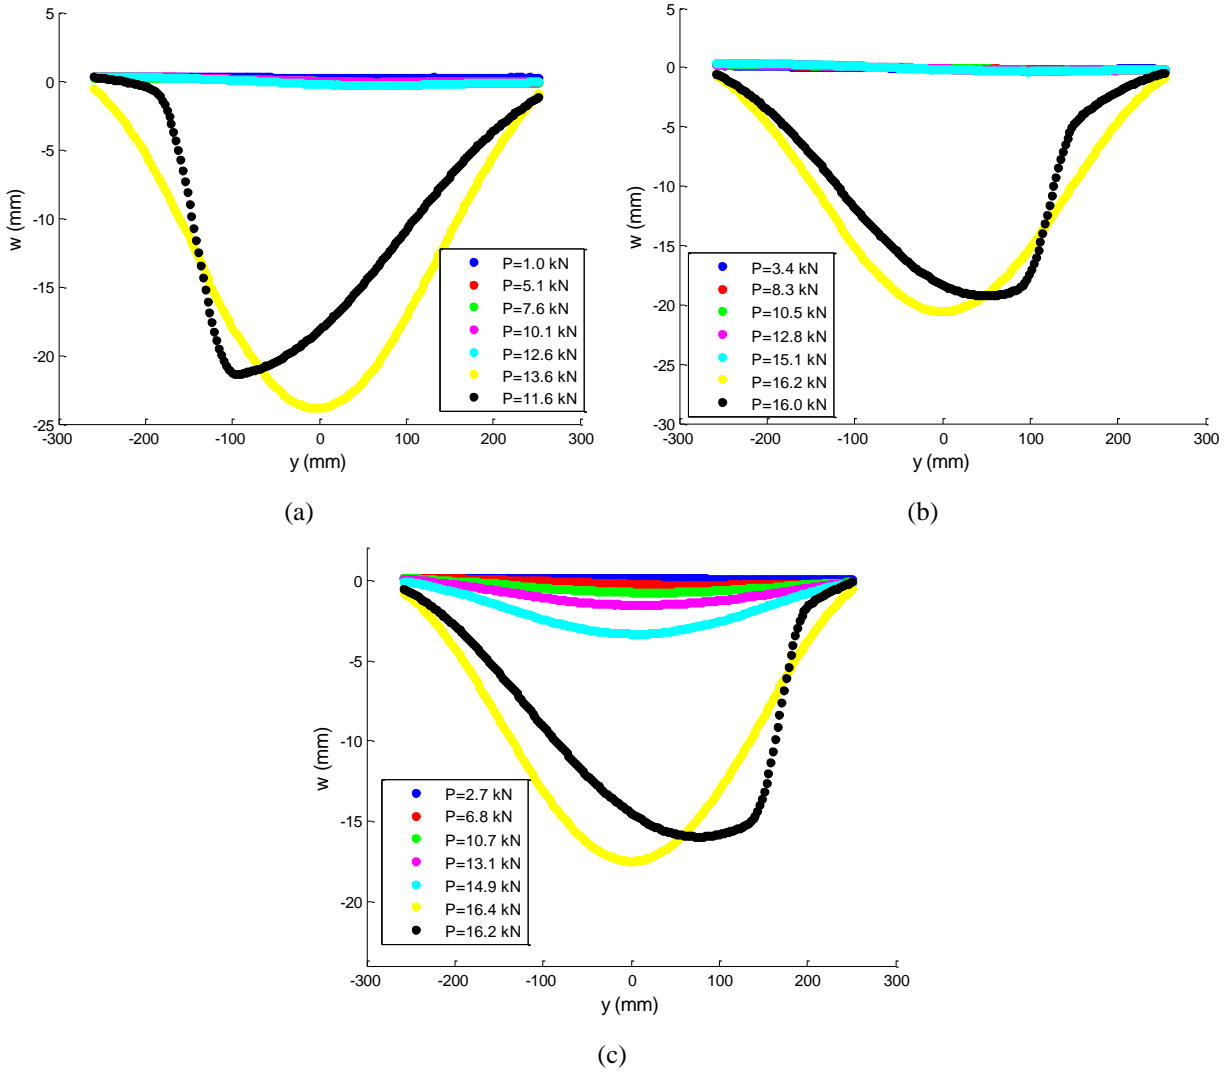 5
0
-5
-10
-15
-20
-25
w (mm)
-300 -200 -100 0 100 200 300
y (mm)
P=1.0 kN
P=5.1 kN
P=7.6 kN
P=10.1 kN
P=12.6 kN
P=13.6 kN
P=11.6 kN
(a)
5
0
-5
-10
-15
-20
-25
-30
w (mm)
-300 -200 -100 0 100 200 300
y (mm)
P=3.4 kN
P=8.3 kN
P=10.5 kN
P=12.8 kN
P=15.1 kN
P=16.2 kN
P=16.0 kN
(b)
0
-5
-10
-15
-20
w (mm)
-300 -200 -100 0 100 200 300
y (mm)
P=2.7 kN
P=6.8 kN
P=10.7 kN
P=13.1 kN
P=14.9 kN
P=16.4 kN
P=16.2 kN
(c)